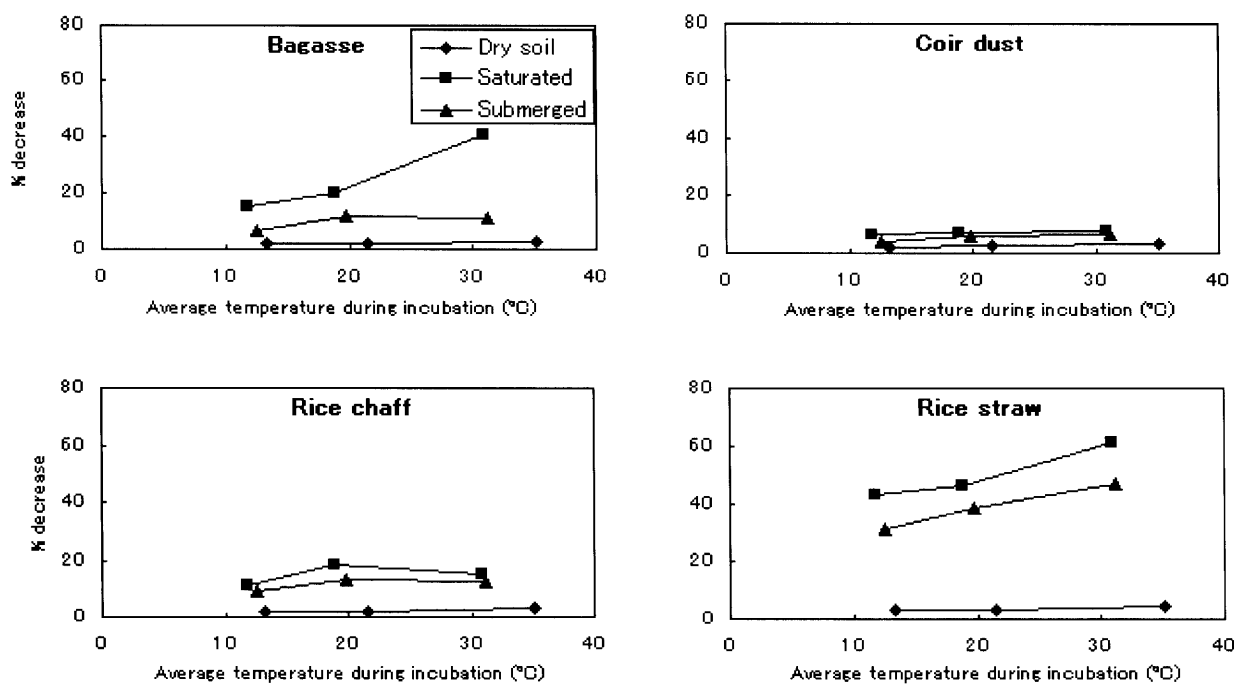 80
60
40
20
0
% decrease
Bagasse
Dry soil
Saturated
Submerged
0 10 20 30 40
Average temperature during incubation (°C)
80
60
40
20
0
Coir dust
0 10 20 30 40
Average temperature during incubation (°C)
80
60
40
20
0
% decrease
Rice chaff
0 10 20 30 40
Average temperature during incubation (°C)
80
60
40
20
0
Rice straw
0 10 20 30 40
Average temperature during incubation (°C)